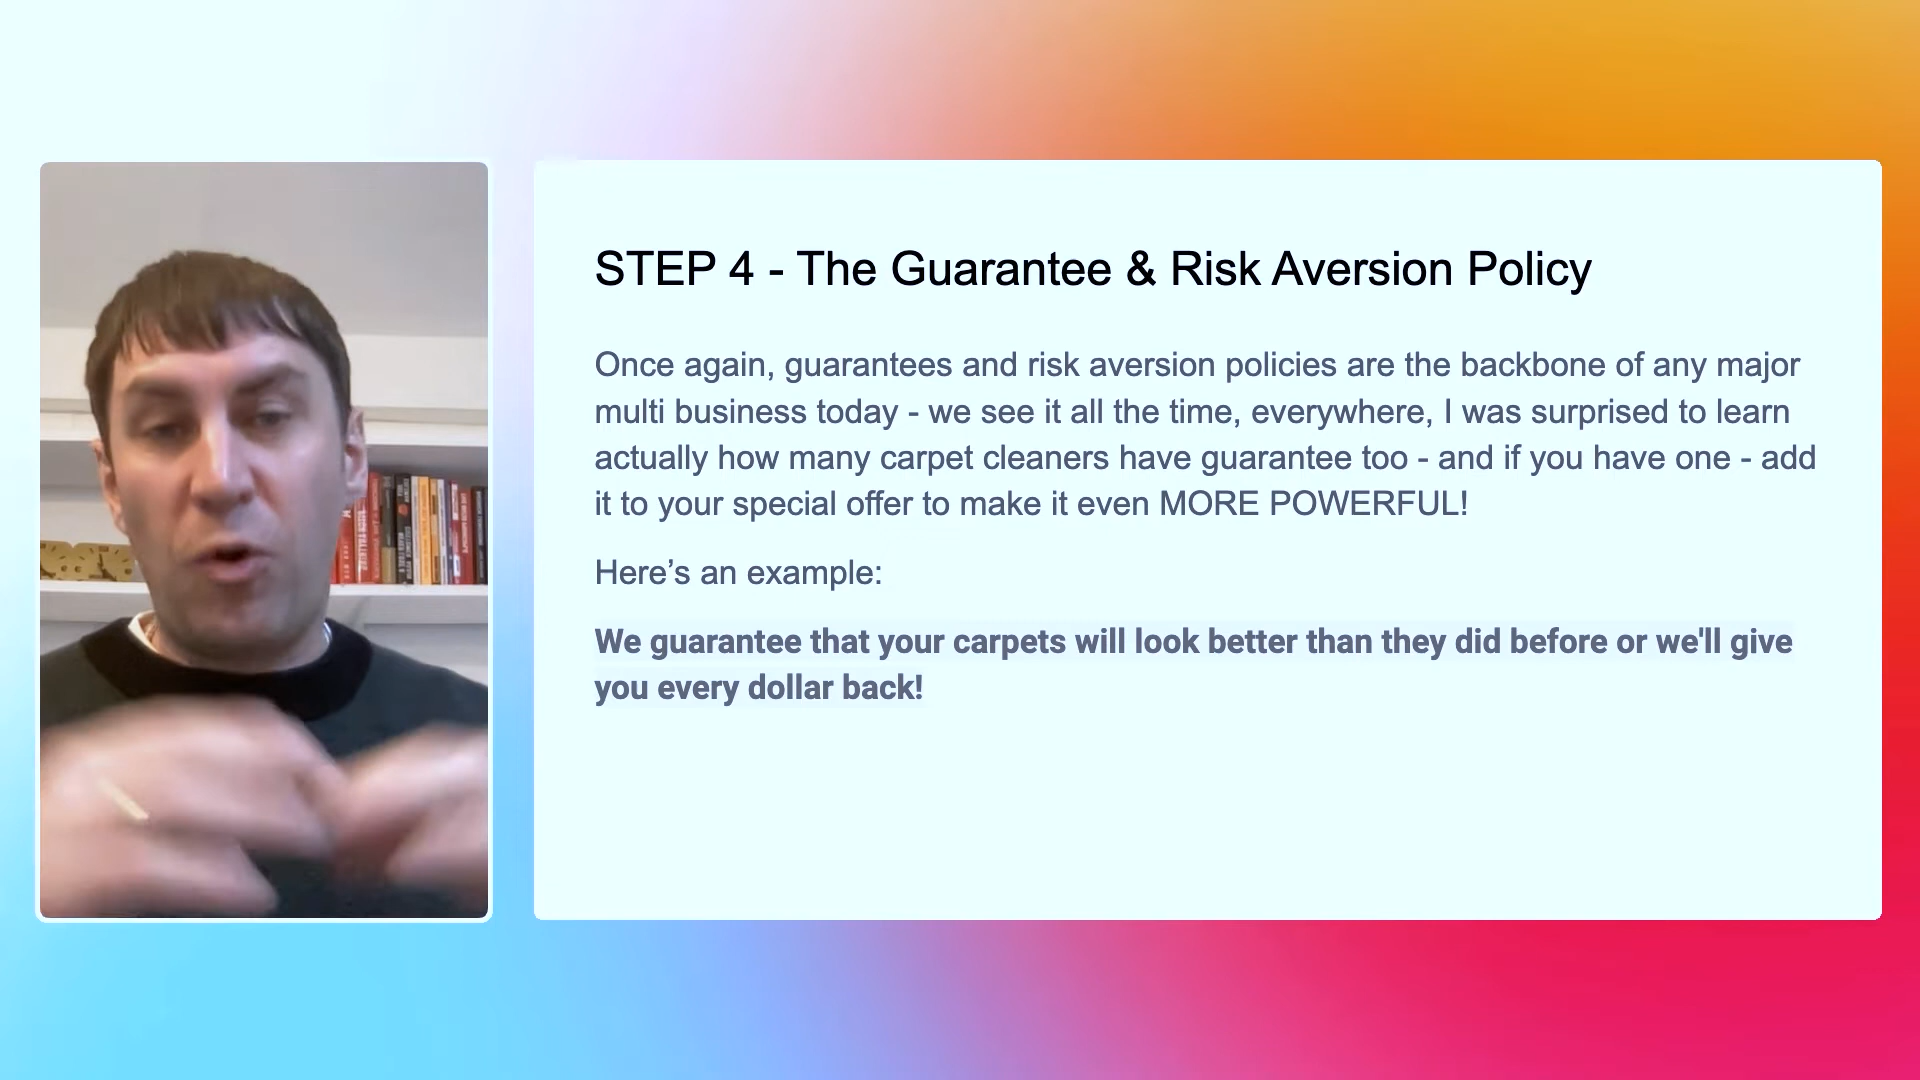 STEP 4 - The Guarantee & Risk Aversion Policy
Once again, guarantees and risk aversion policies are the backbone of any major
multi business today - we see it all the time, everywhere, I was surprised to learn
actually how many carpet cleaners have guarantee too - and if you have one - add
it to your special offer to make it even MORE POWERFUL!
Here’s an example:
We guarantee that your carpets will look better than they did before or we'll give
you every dollar back!